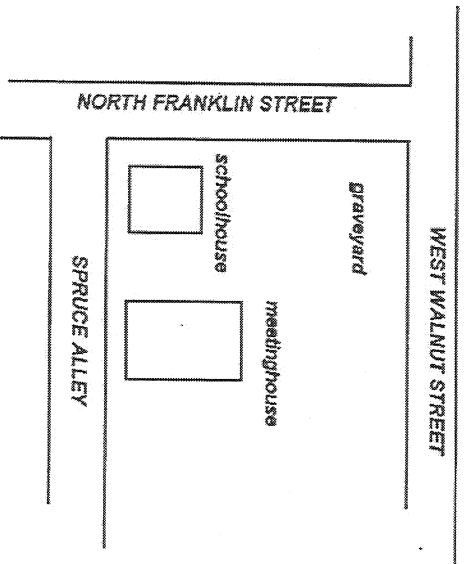 NORTH FRANKLIN STREET
schoolhouse
graveyard
meetinghouse
WEST WALNUT STREET
SPRUCE ALLEY